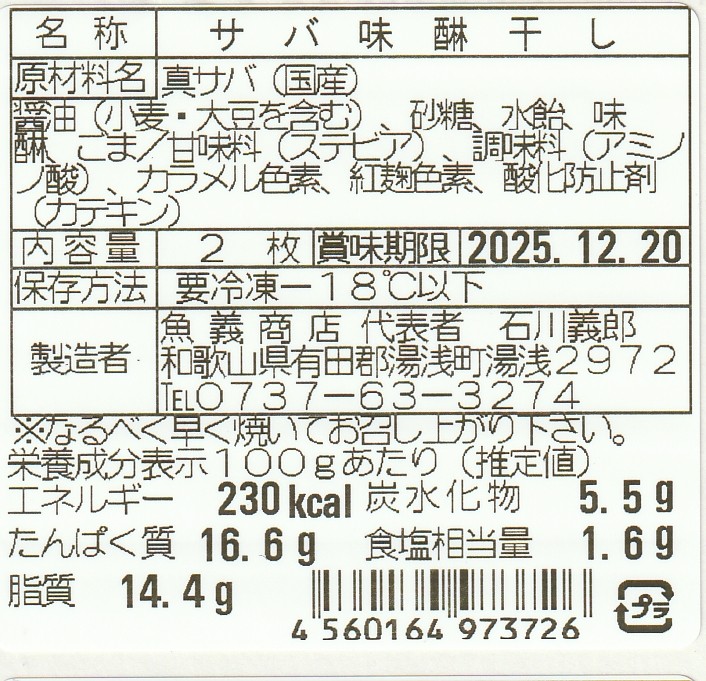 名称 サバ味醂干し
原材料名 真サバ（国産）
醤油（小麦・大豆を含む）、砂糖、水飴、味
醂、ごま／甘味料（ステビア）、調味料（アミノ
ノ酸）、カラメル色素、紅麹色素、酸化防止剤
（カテキン）
内容量 2 枚 賞味期限 2025. 12. 20
保存方法 要冷凍－18℃以下
製造者 魚義商店 代表者 石川義郎
和歌山県有田郡湯浅町湯浅2972
TEL0737－63－3274
※なるべく早く焼いてお召し上がり下さい。
栄養成分表示100gあたり（推定値）
エネルギー 230kcal 炭水化物 5.5g
たんぱく質 16.6g 食塩相当量 1.6g
脂質 14.4g
プラ
4 560164 973726